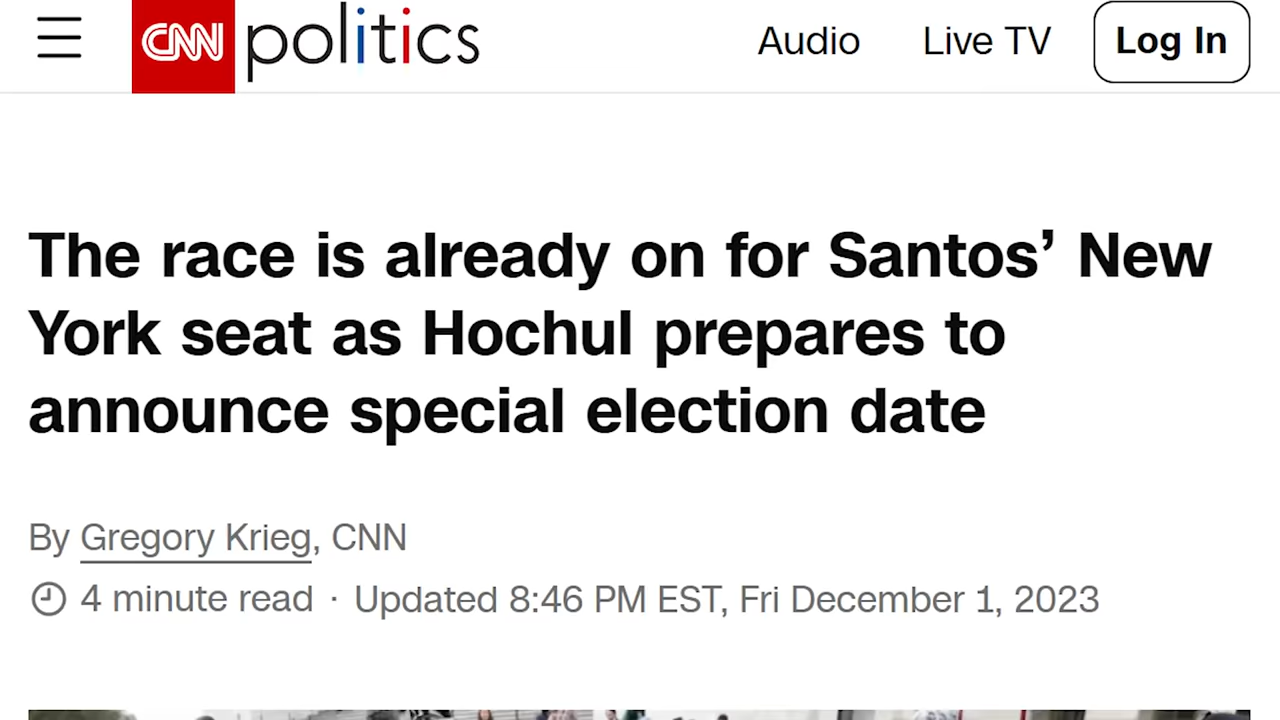 CNN politics Audio Live TV Log In
The race is already on for Santos’ New
York seat as Hochul prepares to
announce special election date
By Gregory Krieg, CNN
4 minute read · Updated 8:46 PM EST, Fri December 1, 2023